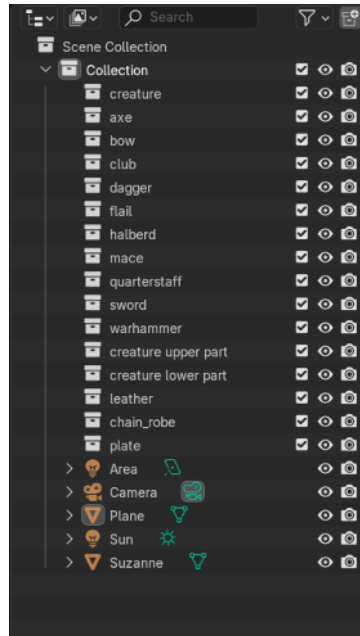 Search
Scene Collection
Collection
creature
axe
bow
club
dagger
flail
halberd
mace
quarterstaff
sword
warhammer
creature upper part
creature lower part
leather
chain_robe
plate
Area
Camera
Plane
Sun
Suzanne